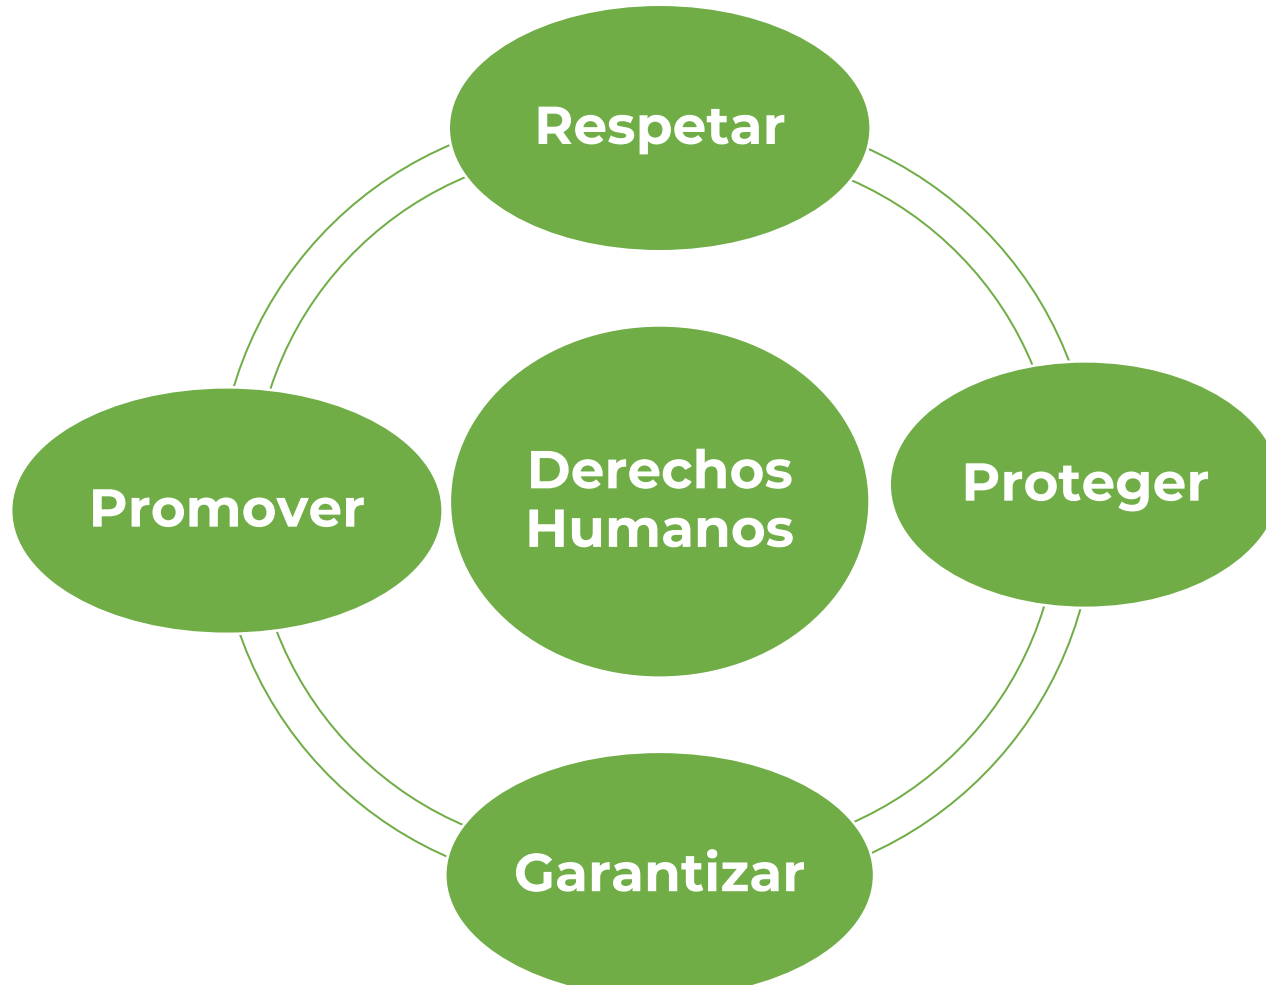 Respetar
Promover
Derechos
Humanos
Proteger
Garantizar